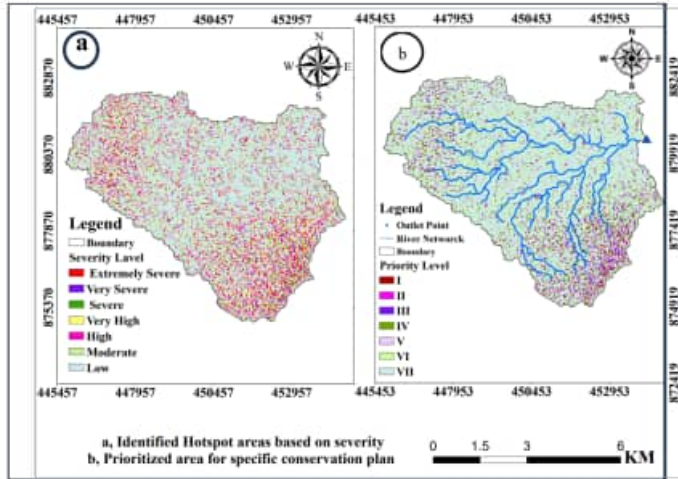 445457 447957 450457 452957 445453 447953 450453 452953
a
N
W E
S
b
N
W E
S
882870
880370
877870
875370
882419
879919
877419
874919
872419
Legend
Boundary
Severity Lavel
Extremely Severe
Very Severe
Severe
Very High
High
Moderate
Low
Legend
Outlet Point
River Netwarck
Boundary
Priority Level
I
II
III
IV
V
VI
VII
445457 447957 450457 452957 445453 447953 450453 452953
a, Identified Hotspot areas based on severity
b, Prioritized area for specific conservation plan
0 1.5 3 6
KM